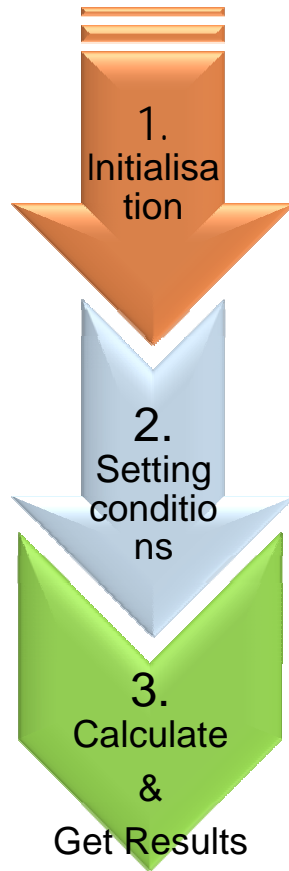 1.
Initialisa
tion
2.
Setting
conditio
ns
3.
Calculate
&
Get Results